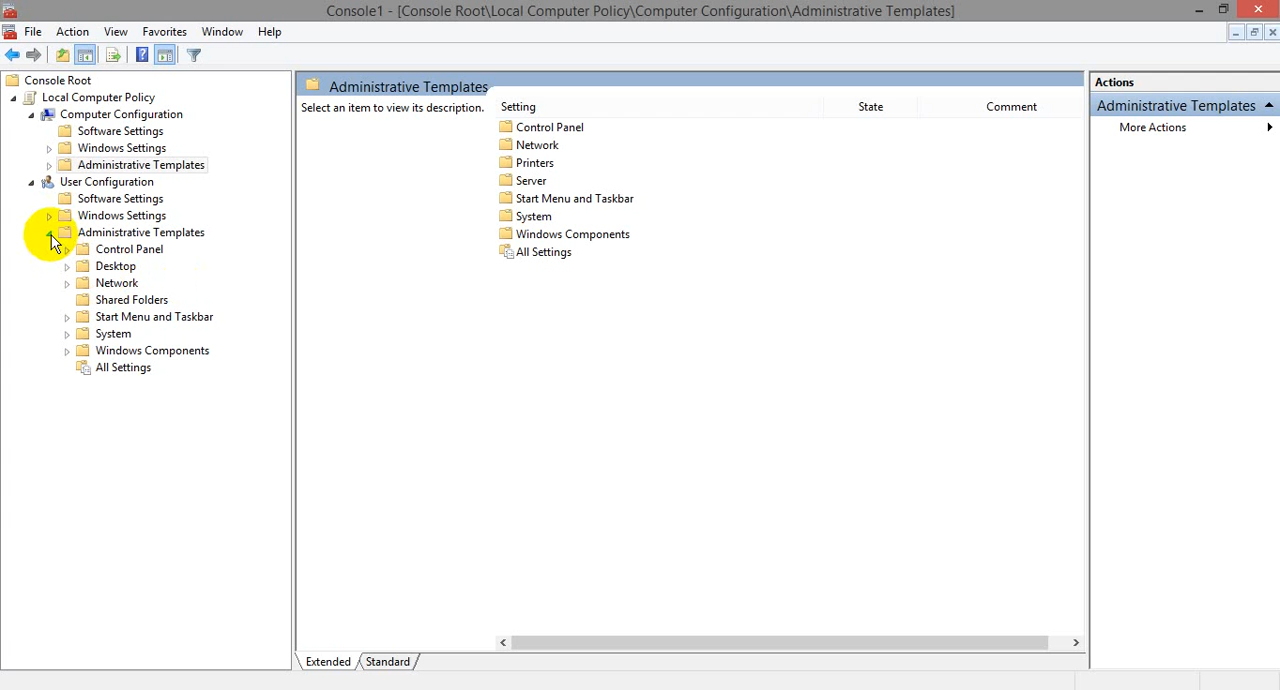 Console1 - [Console Root\Local Computer Policy\Computer Configuration\Administrative Templates]
File Action View Favorites Window Help
Console Root
Local Computer Policy
Computer Configuration
Software Settings
Windows Settings
Administrative Templates
User Configuration
Software Settings
Windows Settings
Administrative Templates
Control Panel
Desktop
Network
Shared Folders
Start Menu and Taskbar
System
Windows Components
All Settings
Administrative Templates
Select an item to view its description.
Setting State Comment
Control Panel
Network
Printers
Server
Start Menu and Taskbar
System
Windows Components
All Settings
Extended Standard
Actions
Administrative Templates
More Actions